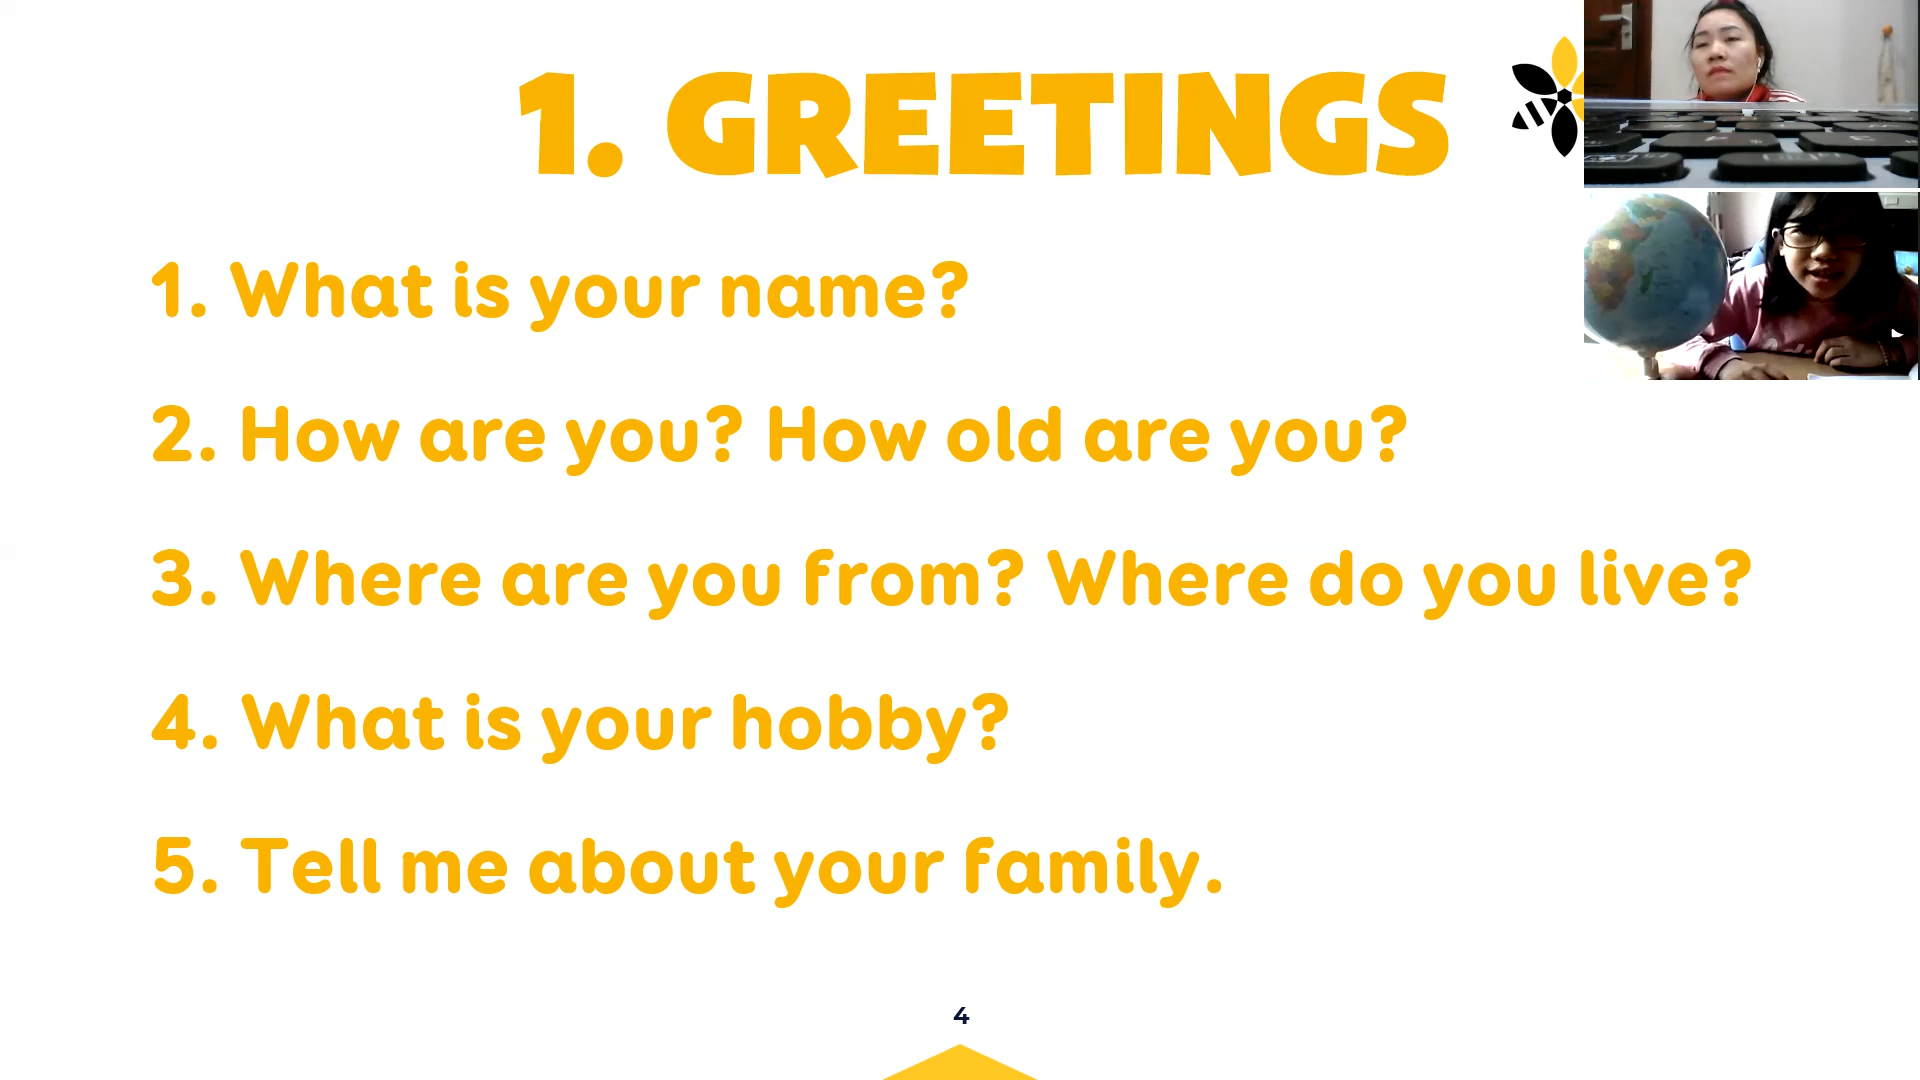 1. GREETINGS
1. What is your name?
2. How are you? How old are you?
3. Where are you from? Where do you live?
4. What is your hobby?
5. Tell me about your family.
4